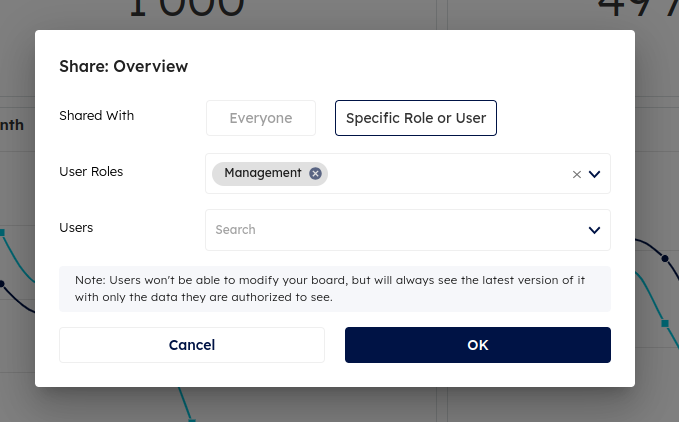 1 000
Share: Overview
Shared With
Everyone
Specific Role or User
nth
User Roles
Management
Users
Search
Note: Users won't be able to modify your board, but will always see the latest version of it
with only the data they are authorized to see.
Cancel
OK